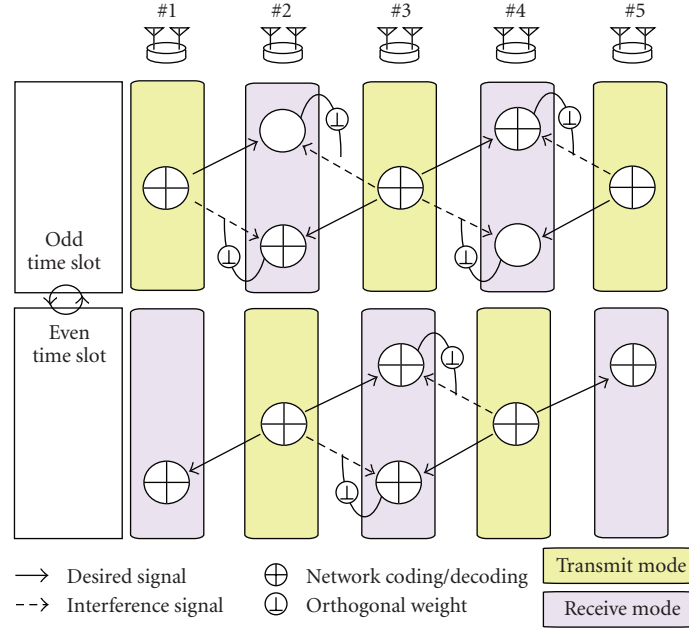 #1 #2 #3 #4 #5
Odd
time slot
Even
time slot
Desired signal
Interference signal
Network coding/decoding
Orthogonal weight
Transmit mode
Receive mode